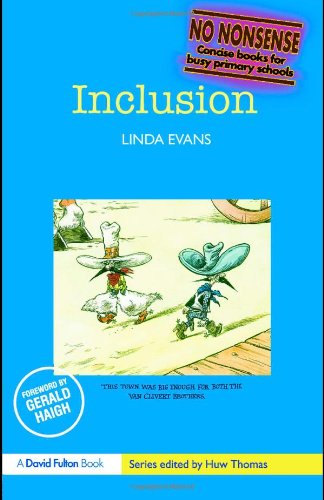 NO NONSENSE
Concise books for
busy primary schools
Inclusion
LINDA EVANS
THIS TOWN WAS BIG ENOUGH FOR BOTH THE
VAN CLIVERT BROTHERS.
FOREWORD BY
GERALD
HAIGH
A David Fulton Book
Series edited by Huw Thomas